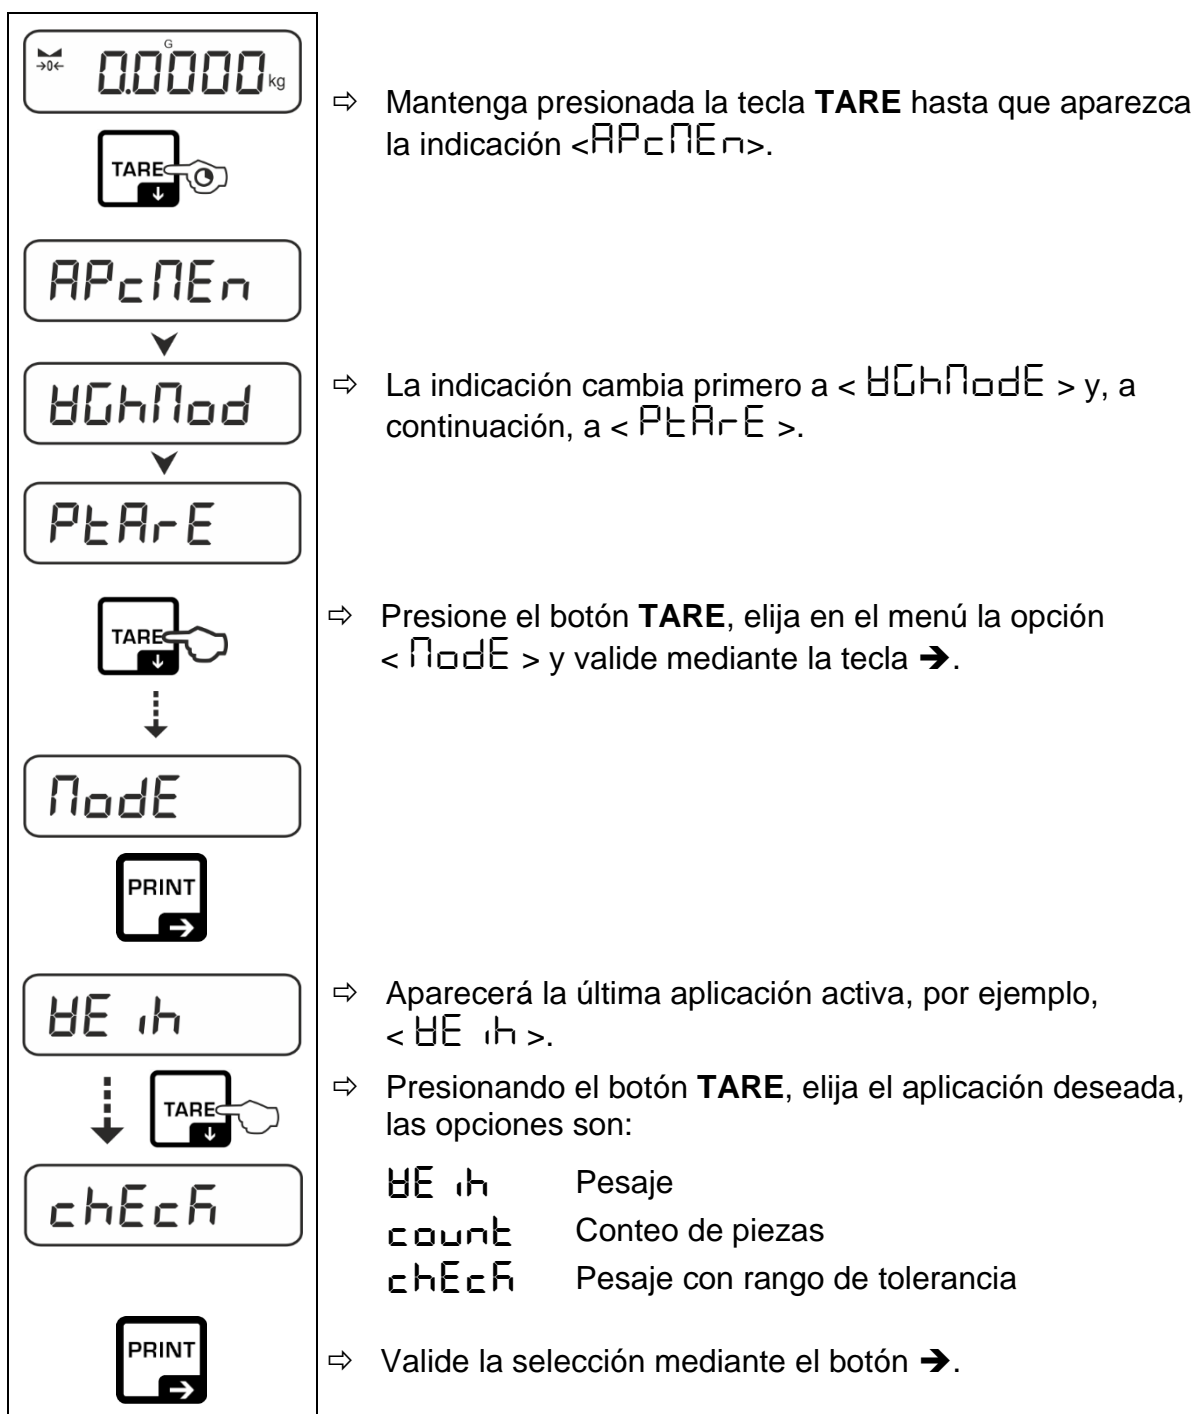 G
→0← 0.0000 kg
⇨ Mantenga presionada la tecla TARE hasta que aparezca
la indicación <APcMEn>.
TARE
↓
APcMEn
WGhMod
⇨ La indicación cambia primero a < WGhModE > y, a
continuación, a < PtArE >.
PtArE
⇨ Presione el botón TARE, elija en el menú la opción
< ModE > y valide mediante la tecla ➔.
TARE
↓
ModE
PRINT
→
WEih
⇨ Aparecerá la última aplicación activa, por ejemplo,
< WEih >.
⇨ Presionando el botón TARE, elija el aplicación deseada,
las opciones son:
TARE
↓
WEih Pesaje
count Conteo de piezas
chEck Pesaje con rango de tolerancia
chEck
PRINT
→
⇨ Valide la selección mediante el botón ➔.